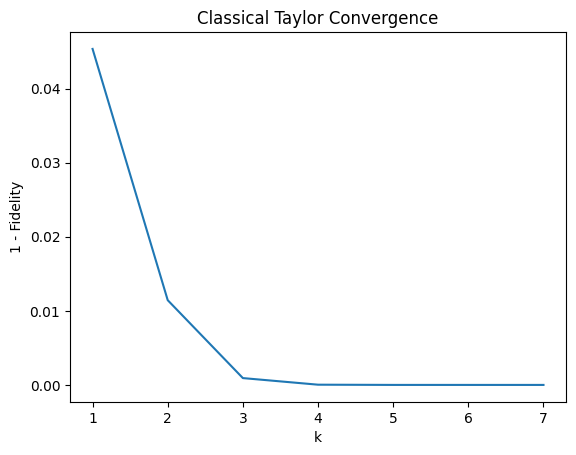 Classical Taylor Convergence
1 - Fidelity
0.04
0.03
0.02
0.01
0.00
1 2 3 4 5 6 7
k